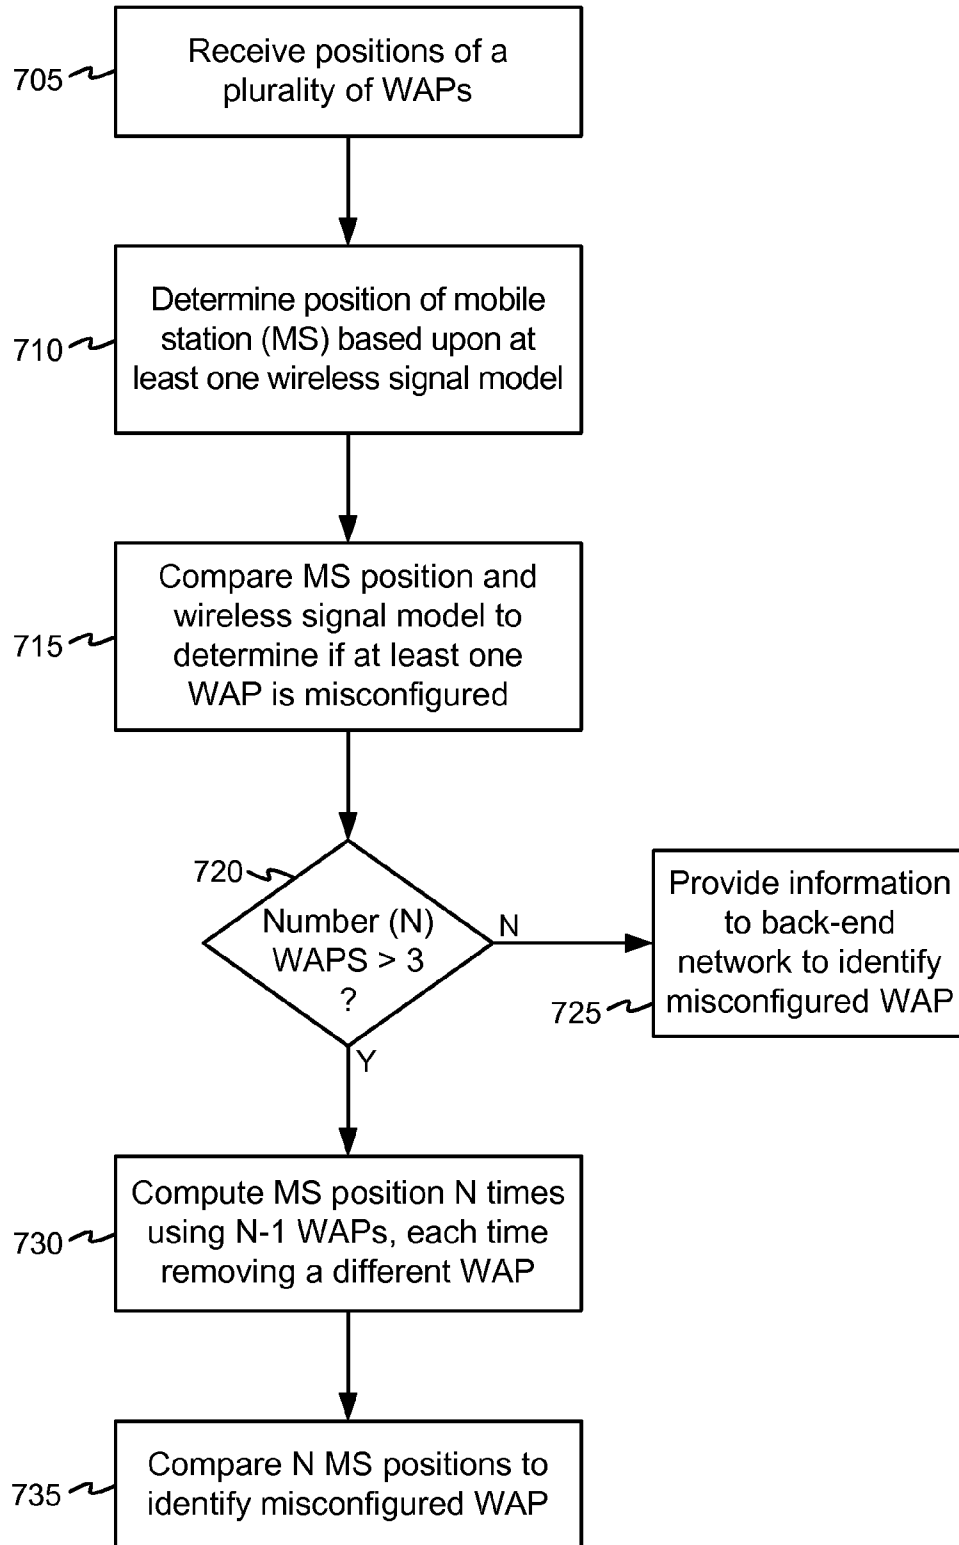 Receive positions of a
plurality of WAPs
705
Determine position of mobile
station (MS) based upon at
least one wireless signal model
710
Compare MS position and
wireless signal model to
determine if at least one
WAP is misconfigured
715
720
Number (N)
WAPS > 3
?
N
Y
Provide information
to back-end
network to identify
misconfigured WAP
725
Compute MS position N times
using N-1 WAPs, each time
removing a different WAP
730
Compare N MS positions to
identify misconfigured WAP
735